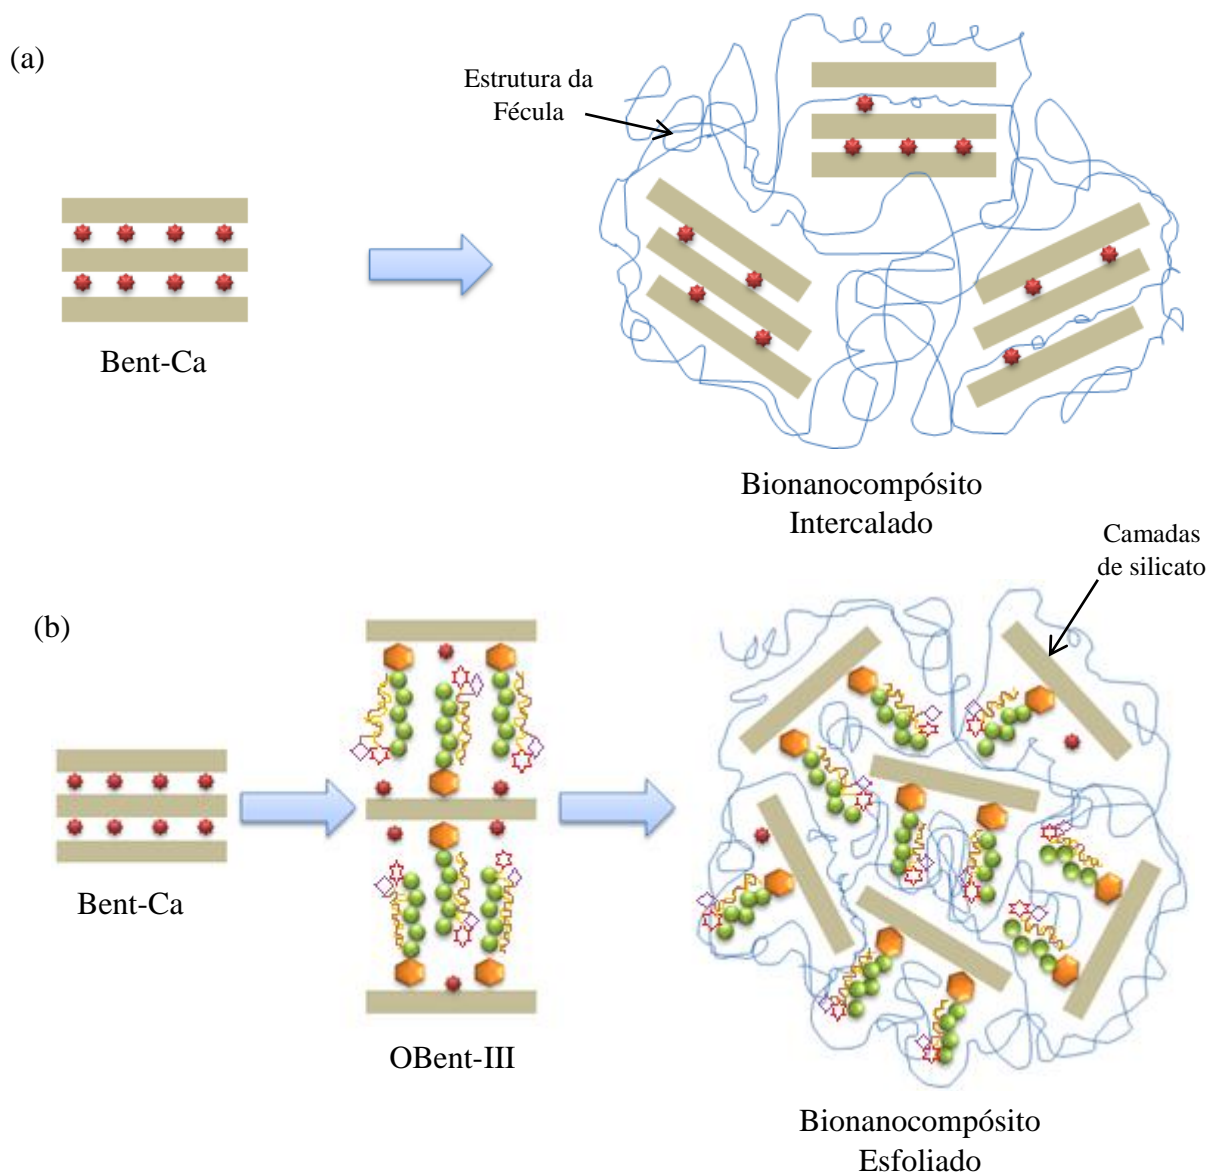 (a)
Estrutura da
Fécula
Bent-Ca
Bionanocompósito
Intercalado
Camadas
de silicato
(b)
Bent-Ca
OBent-III
Bionanocompósito
Esfoliado